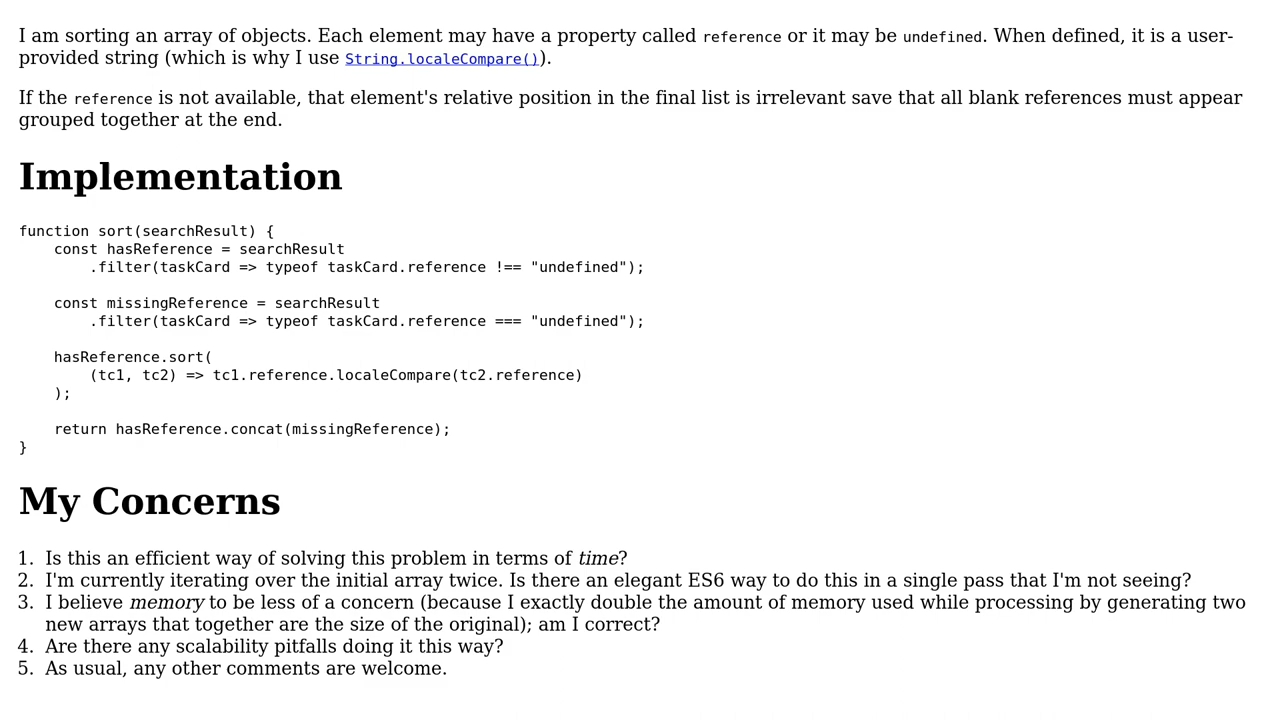 I am sorting an array of objects. Each element may have a property called reference or it may be undefined. When defined, it is a user-
provided string (which is why I use String.localeCompare()).
If the reference is not available, that element's relative position in the final list is irrelevant save that all blank references must appear
grouped together at the end.
Implementation
function sort(searchResult) {
    const hasReference = searchResult
        .filter(taskCard => typeof taskCard.reference !== "undefined");
    const missingReference = searchResult
        .filter(taskCard => typeof taskCard.reference === "undefined");
    hasReference.sort(
        (tc1, tc2) => tc1.reference.localeCompare(tc2.reference)
    );
    return hasReference.concat(missingReference);
}
My Concerns
1. Is this an efficient way of solving this problem in terms of time?
2. I'm currently iterating over the initial array twice. Is there an elegant ES6 way to do this in a single pass that I'm not seeing?
3. I believe memory to be less of a concern (because I exactly double the amount of memory used while processing by generating two
new arrays that together are the size of the original); am I correct?
4. Are there any scalability pitfalls doing it this way?
5. As usual, any other comments are welcome.